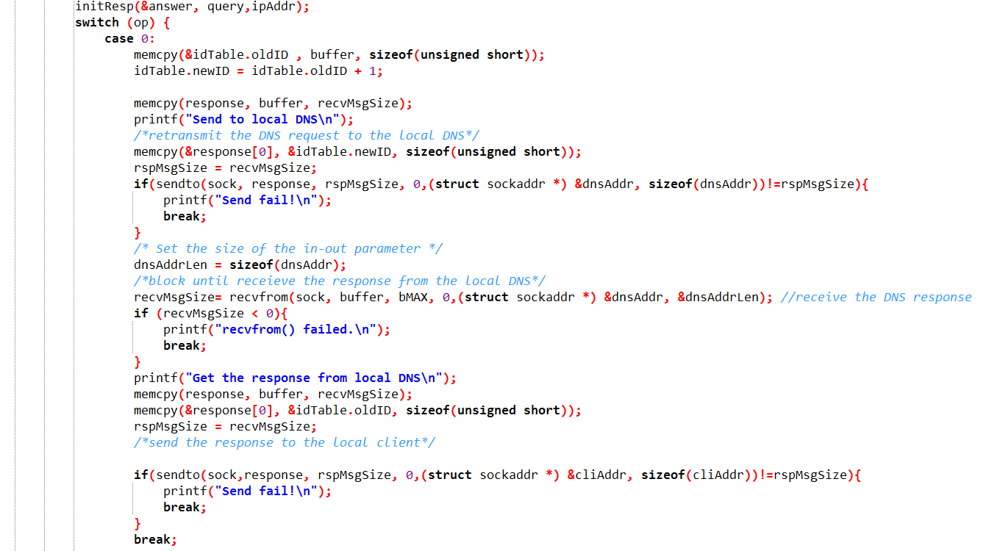 initResp(&answer, query,ipAddr);
switch (op) {
case 0:
memcpy(&idTable.oldID , buffer, sizeof(unsigned short));
idTable.newID = idTable.oldID + 1;
memcpy(response, buffer, recvMsgSize);
printf("Send to local DNS\n");
/*retransmit the DNS request to the local DNS*/
memcpy(&response[0], &idTable.newID, sizeof(unsigned short));
rspMsgSize = recvMsgSize;
if(sendto(sock, response, rspMsgSize, 0,(struct sockaddr *) &dnsAddr, sizeof(dnsAddr))!=rspMsgSize){
printf("Send fail!\n");
break;
}
/* Set the size of the in-out parameter */
dnsAddrLen = sizeof(dnsAddr);
/*block until receieve the response from the local DNS*/
recvMsgSize= recvfrom(sock, buffer, bMAX, 0,(struct sockaddr *) &dnsAddr, &dnsAddrLen); //receive the DNS response
if (recvMsgSize < 0){
printf("recvfrom() failed.\n");
break;
}
printf("Get the response from local DNS\n");
memcpy(response, buffer, recvMsgSize);
memcpy(&response[0], &idTable.oldID, sizeof(unsigned short));
rspMsgSize = recvMsgSize;
/*send the response to the local client*/
if(sendto(sock,response, rspMsgSize, 0,(struct sockaddr *) &cliAddr, sizeof(cliAddr))!=rspMsgSize){
printf("Send fail!\n");
break;
}
break;